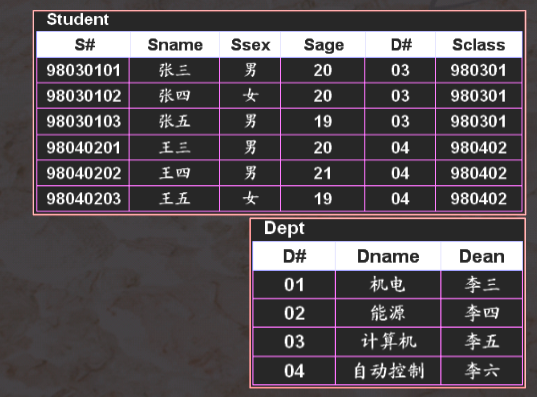 Student
S# Sname Ssex Sage D# Sclass
98030101 张三 男 20 03 980301
98030102 张四 女 20 03 980301
98030103 张五 男 19 03 980301
98040201 王三 男 20 04 980402
98040202 王四 男 21 04 980402
98040203 王五 女 19 04 980402
Dept
D# Dname Dean
01 机电 李三
02 能源 李四
03 计算机 李五
04 自动控制 李六